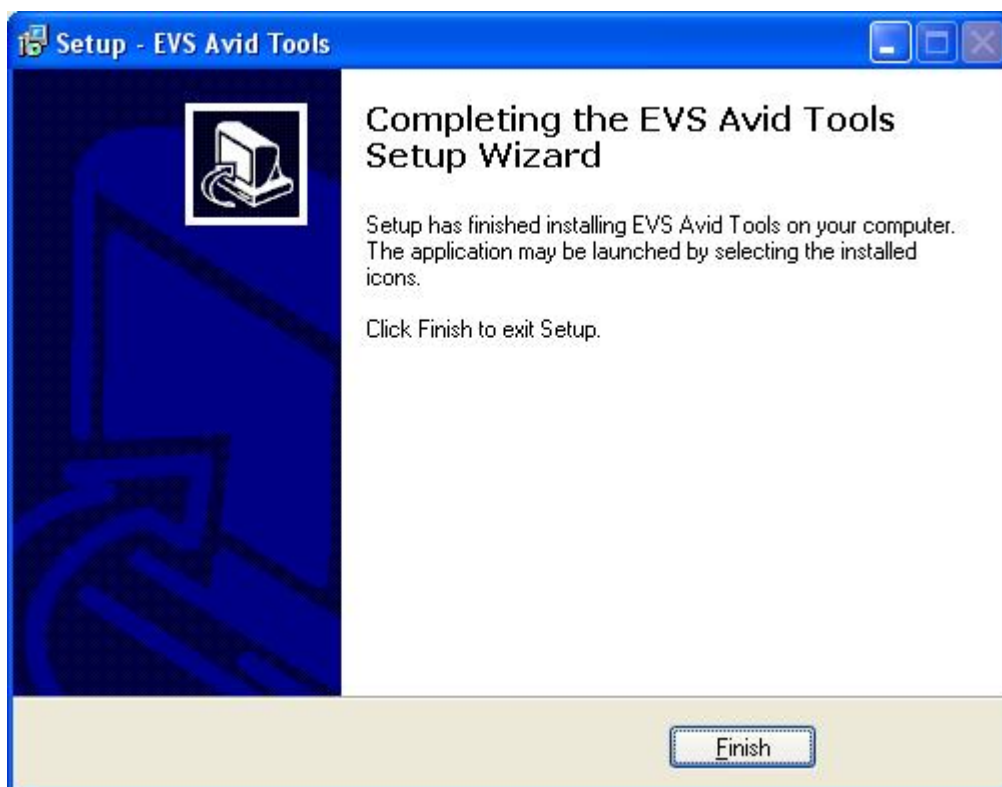 Setup - EVS Avid Tools
Completing the EVS Avid Tools
Setup Wizard
Setup has finished installing EVS Avid Tools on your computer.
The application may be launched by selecting the installed
icons.
Click Finish to exit Setup.
Finish